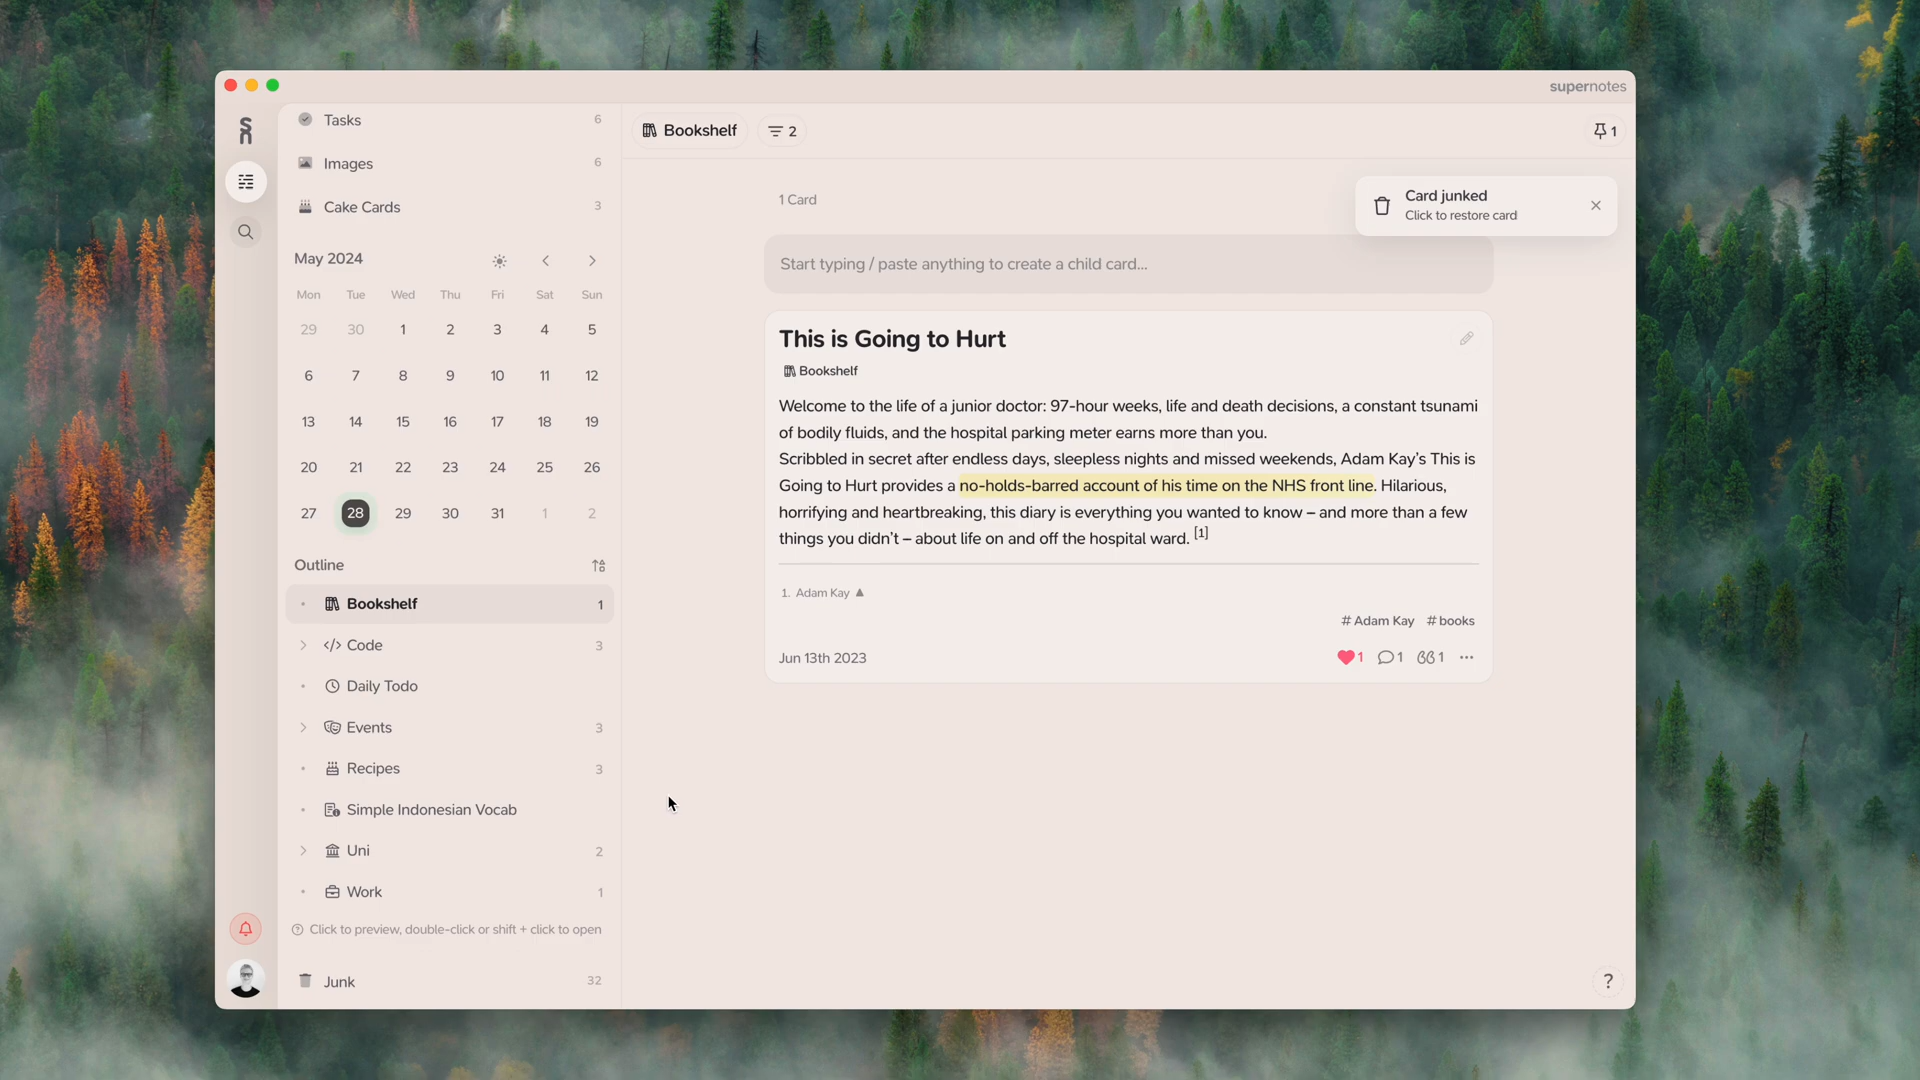 supernotes
Tasks 6
Images 6
Cake Cards 3
May 2024
Mon Tue Wed Thu Fri Sat Sun
29 30 1 2 3 4 5
6 7 8 9 10 11 12
13 14 15 16 17 18 19
20 21 22 23 24 25 26
27 28 29 30 31 1 2
Outline
Bookshelf 1
Code 3
Daily Todo
Events 3
Recipes 3
Simple Indonesian Vocab
Uni 2
Work 1
Click to preview, double-click or shift + click to open
Junk 32
Bookshelf 2
1
1 Card
Card junked
Click to restore card
Start typing / paste anything to create a child card...
This is Going to Hurt
Bookshelf
Welcome to the life of a junior doctor: 97-hour weeks, life and death decisions, a constant tsunami
of bodily fluids, and the hospital parking meter earns more than you.
Scribbled in secret after endless days, sleepless nights and missed weekends, Adam Kay’s This is
Going to Hurt provides a no-holds-barred account of his time on the NHS front line. Hilarious,
horrifying and heartbreaking, this diary is everything you wanted to know – and more than a few
things you didn’t – about life on and off the hospital ward. [1]
1. Adam Kay
# Adam Kay # books
Jun 13th 2023 1 1 1
?